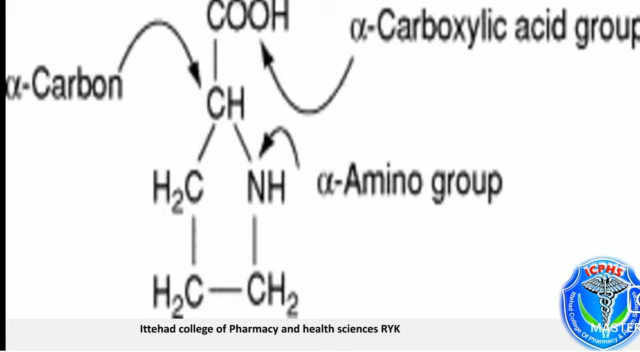 COOH
α-Carboxylic acid group
α-Carbon
CH
H₂C NH α-Amino group
H₂C—CH₂
Ittehad college of Pharmacy and health sciences RYK
ICPHS
MASTER